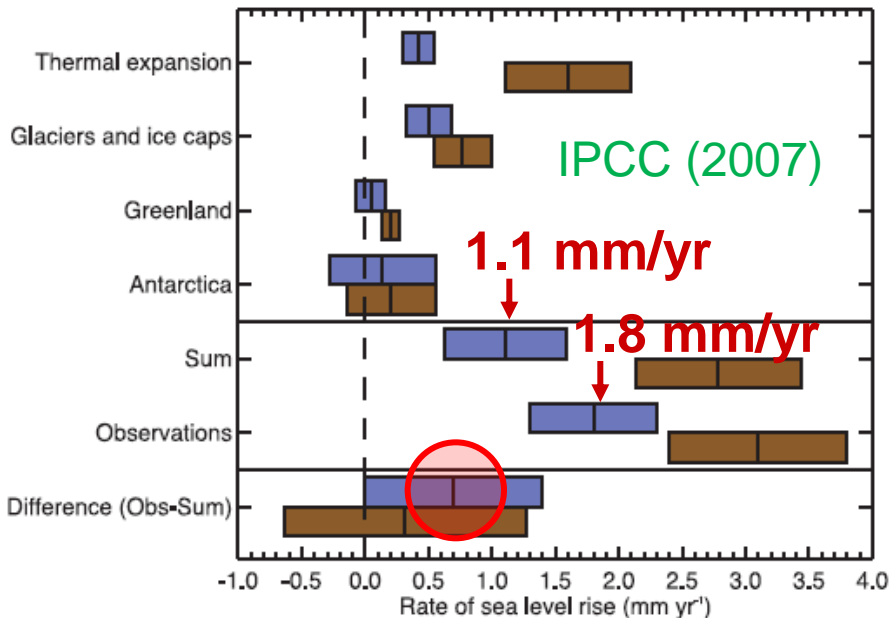 Thermal expansion
Glaciers and ice caps
IPCC (2007)
Greenland
1.1 mm/yr
Antarctica
1.8 mm/yr
Sum
Observations
Difference (Obs-Sum)
-1.0 -0.5 0.0 0.5 1.0 1.5 2.0 2.5 3.0 3.5 4.0
Rate of sea level rise (mm yr⁻¹)